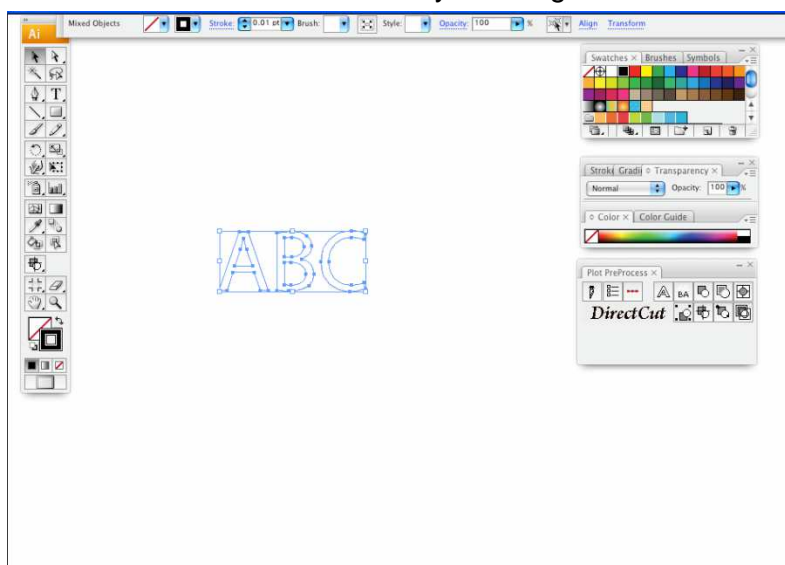 Mixed Objects Stroke: 0.01 pt Brush: Style: Opacity: 100 % Align Transform
Ai
T
Swatches × Brushes Symbols
Gradi Transparency ×
Normal Opacity: 100 %
Color × Color Guide
ABC
Plot PreProcess ×
A BA
DirectCut